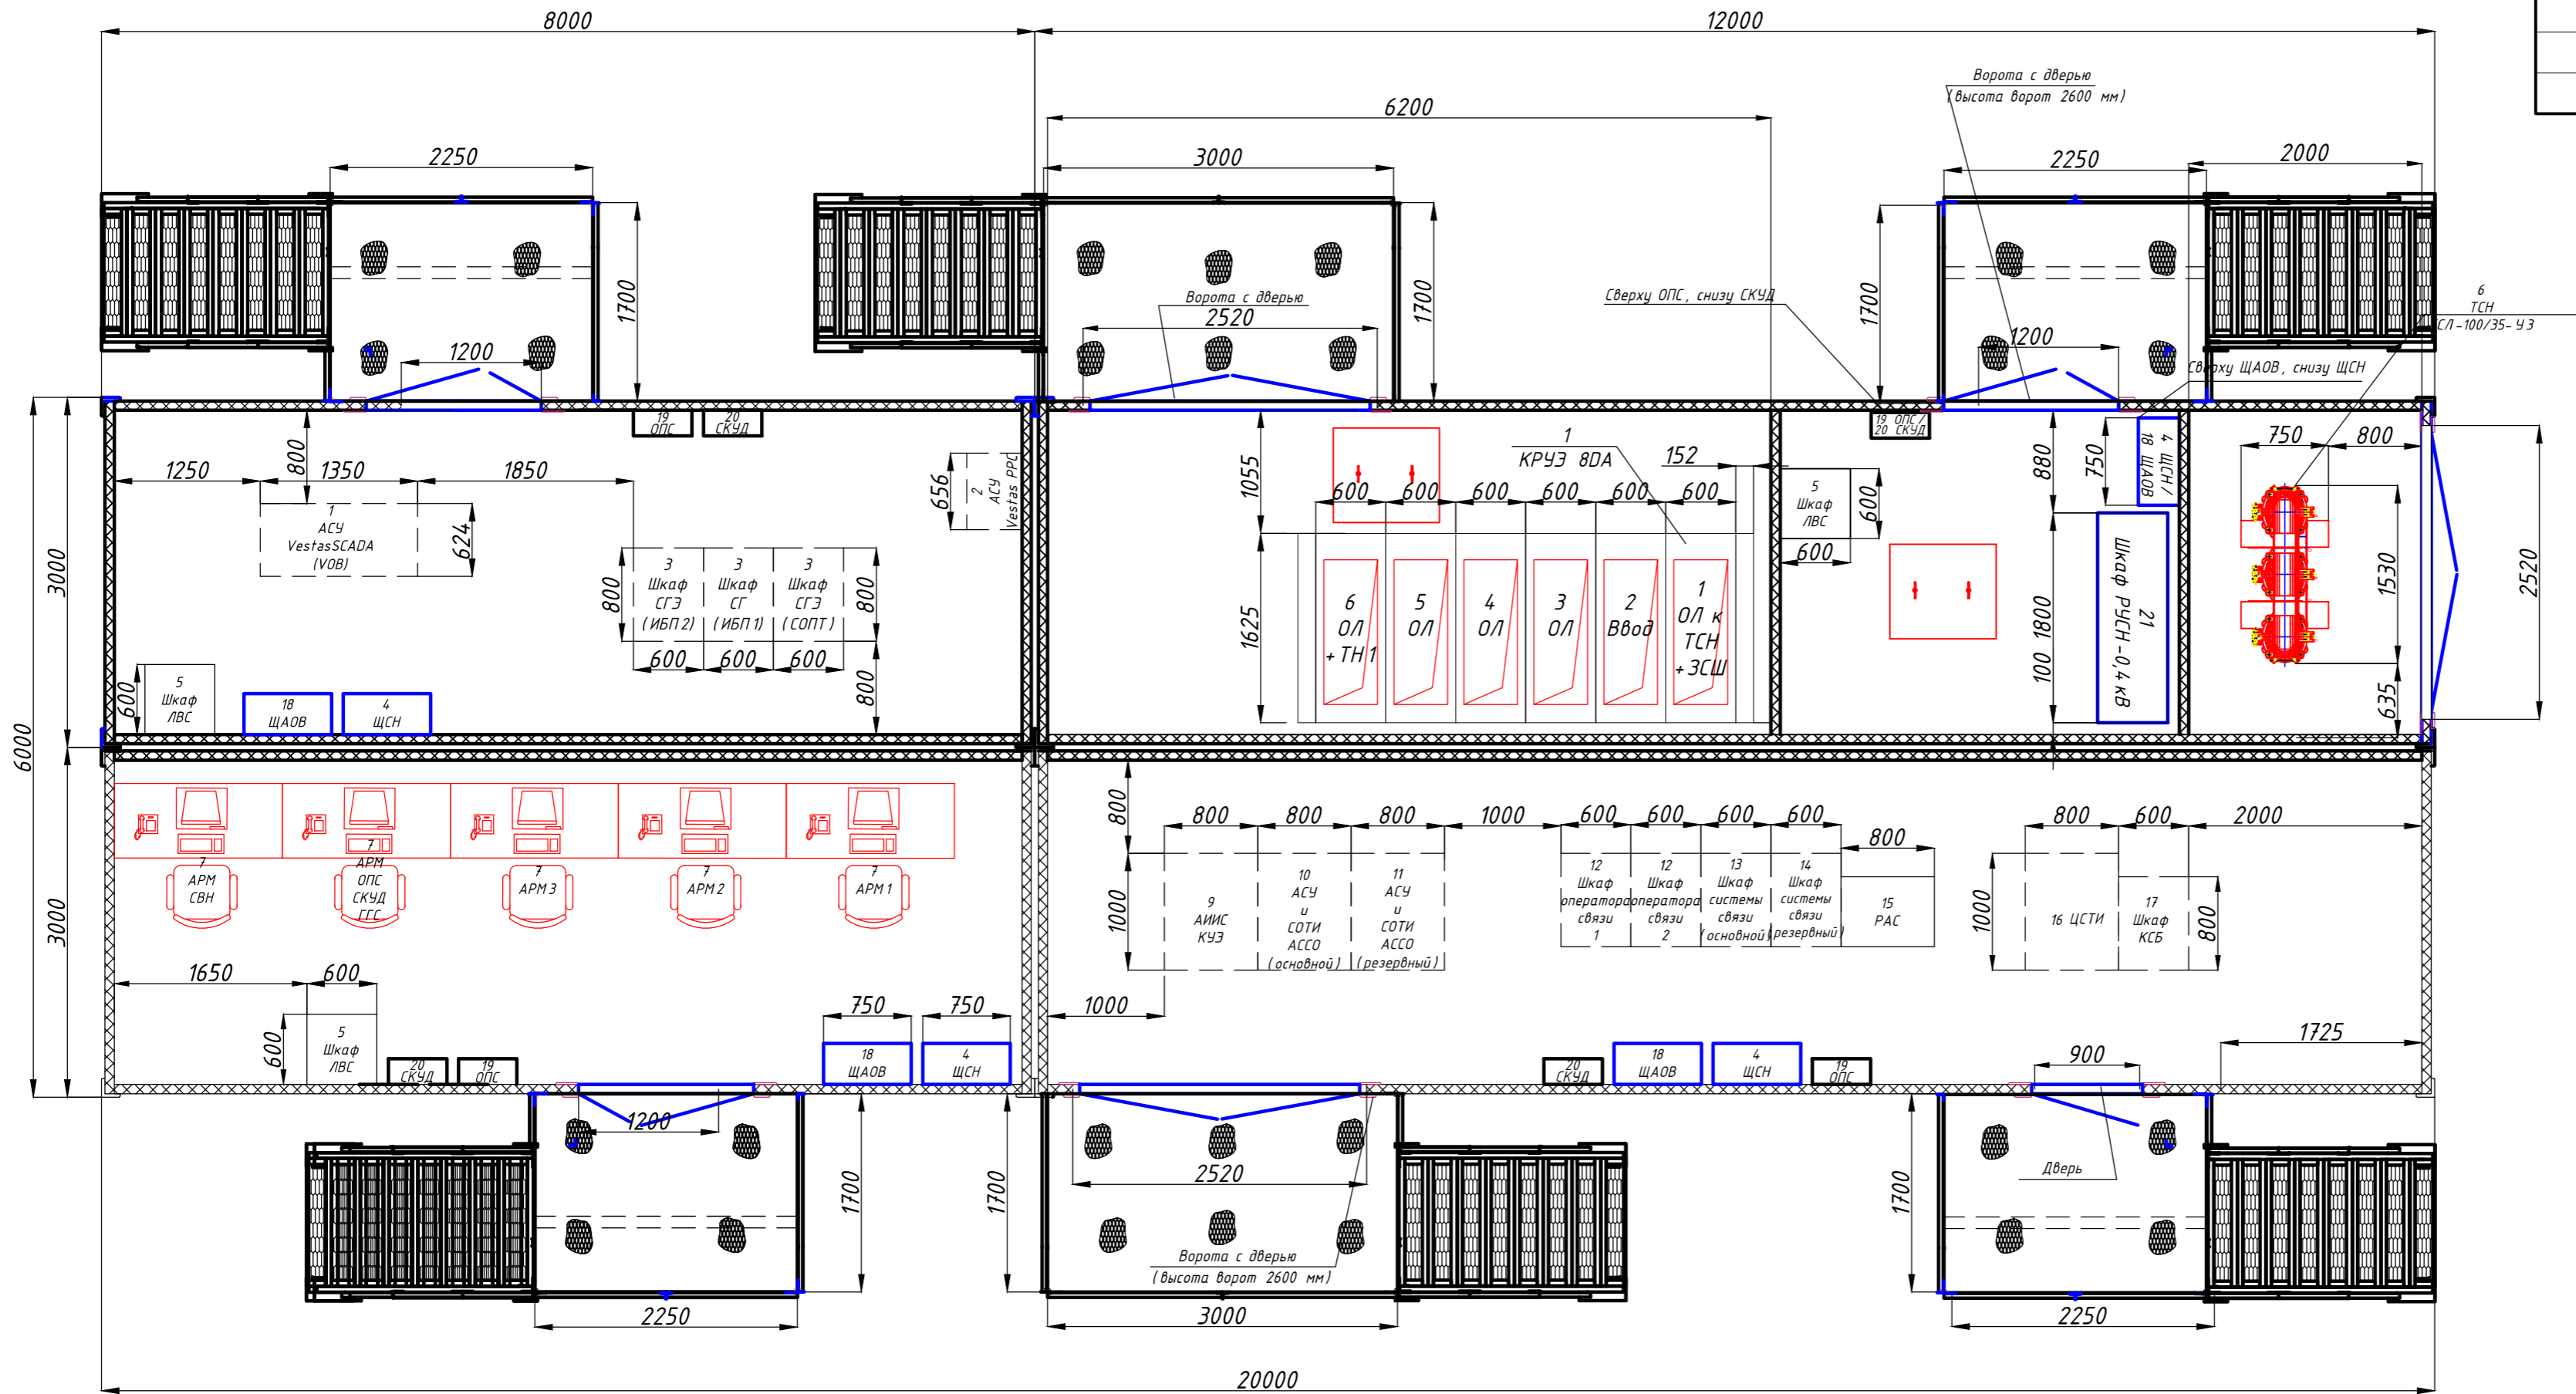 8000
12000
Ворота с дверью
(высота ворот 2600 мм)
6200
2250
3000
2250
2000
1700
1700
1700
Ворота с дверью
2520
Сверху ОПС, снизу СКУД
6
ТСН
СЛ-100/35-У3
1200
1200
Сверху ЩАОВ, снизу ЩСН
19
ОПС
20
СКУД
19 ОПС/
20 СКУД
800
1250
1350
1850
656
2
АСУ
Vestas PPC
1055
1
КРУЭ 8DA
152
600
600
600
600
600
600
5
Шкаф
ЛВС
600
600
880
750
4 ЩСН/
18 ЩАОВ
750
800
1
АСУ
VestasSCADA
(VOB)
624
3000
6000
800
3
Шкаф
СГЭ
(ИБП 2)
3
Шкаф
СГ
(ИБП 1)
3
Шкаф
СГЭ
(СОПТ)
800
600
600
600
800
1625
6
ОЛ
+ТН 1
5
ОЛ
4
ОЛ
3
ОЛ
2
Ввод
1
ОЛ к
ТСН
+ЗСШ
1800
100
21
Шкаф РУСН-0,4 кВ
1530
635
2520
600
5
Шкаф
ЛВС
18
ЩАОВ
4
ЩСН
3000
7
АРМ
СВН
7
АРМ
ОПС
СКУД
ГГС
7
АРМ 3
7
АРМ 2
7
АРМ 1
800
800
800
800
1000
600
600
600
600
800
800
600
2000
1000
9
АИИС
КУЭ
10
АСУ
и
СОТИ
АССО
(основной)
11
АСУ
и
СОТИ
АССО
(резервный)
12
Шкаф
оператора
связи
1
12
Шкаф
оператора
связи
2
13
Шкаф
системы
связи
(основной)
14
Шкаф
системы
связи
(резервный)
15
РАС
1000
16 ЦСТИ
17
Шкаф
КСБ
800
1650
600
600
5
Шкаф
ЛВС
20
СКУД
19
ОПС
750
750
18
ЩАОВ
4
ЩСН
1000
20
СКУД
18
ЩАОВ
4
ЩСН
19
ОПС
900
1725
1200
1700
1700
2520
Ворота с дверью
(высота ворот 2600 мм)
1700
Дверь
2250
3000
2250
20000